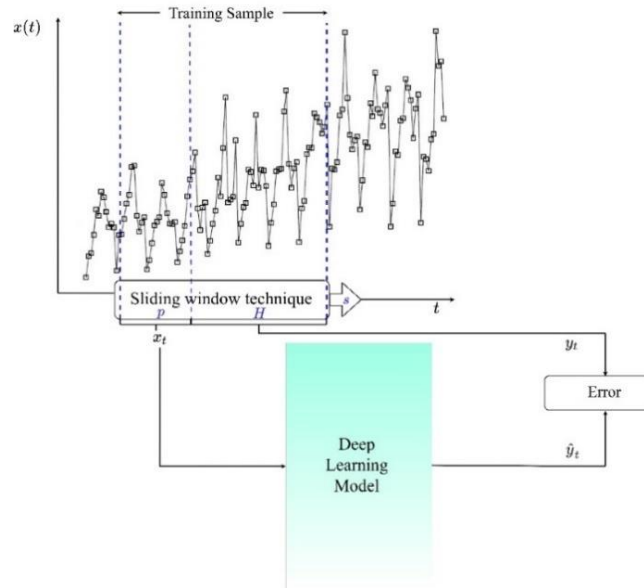 Training Sample
x(t)
Sliding window technique
s
p
H
t
x_t
y_t
Error
Deep
Learning
Model
ŷ_t